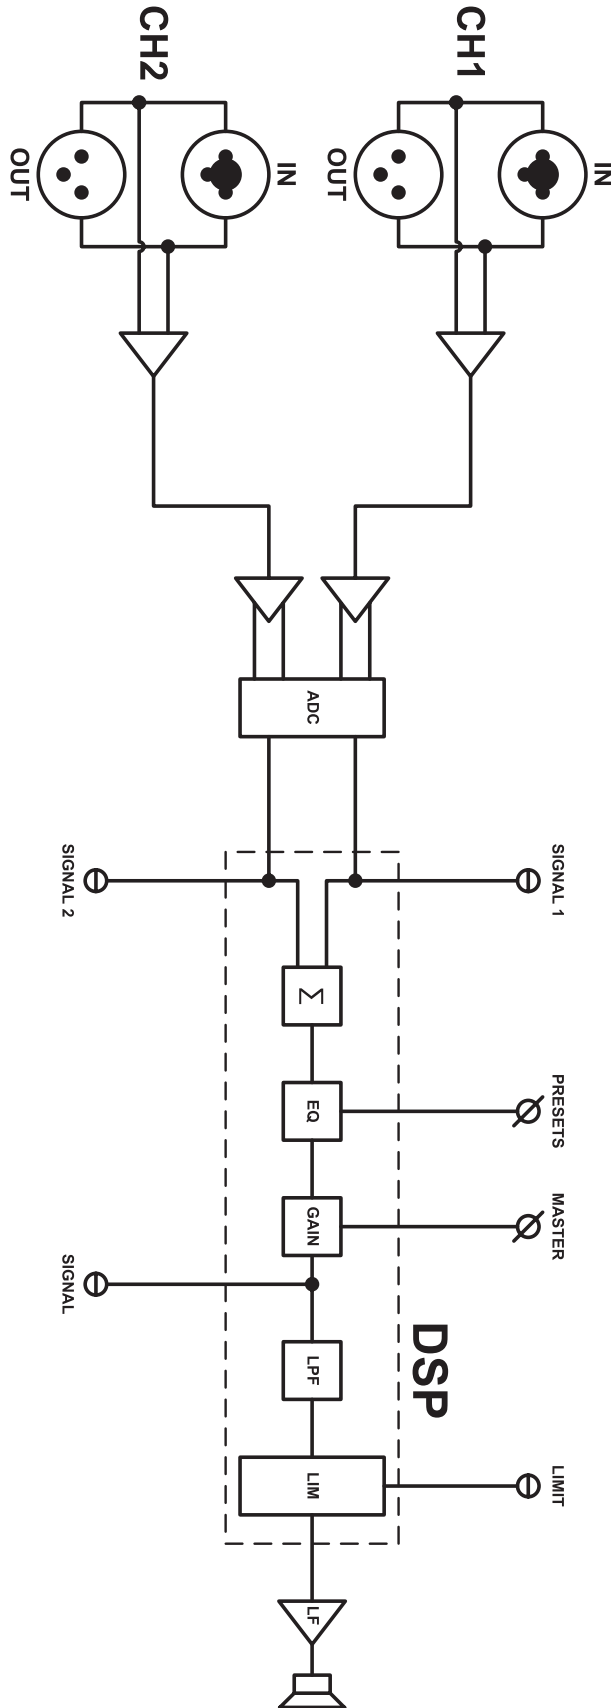 CH1
IN
OUT
CH2
IN
OUT
ADC
SIGNAL 1
SIGNAL 2
Σ
EQ
PRESETS
GAIN
MASTER
SIGNAL
DSP
LPF
LIM
LIMIT
LF